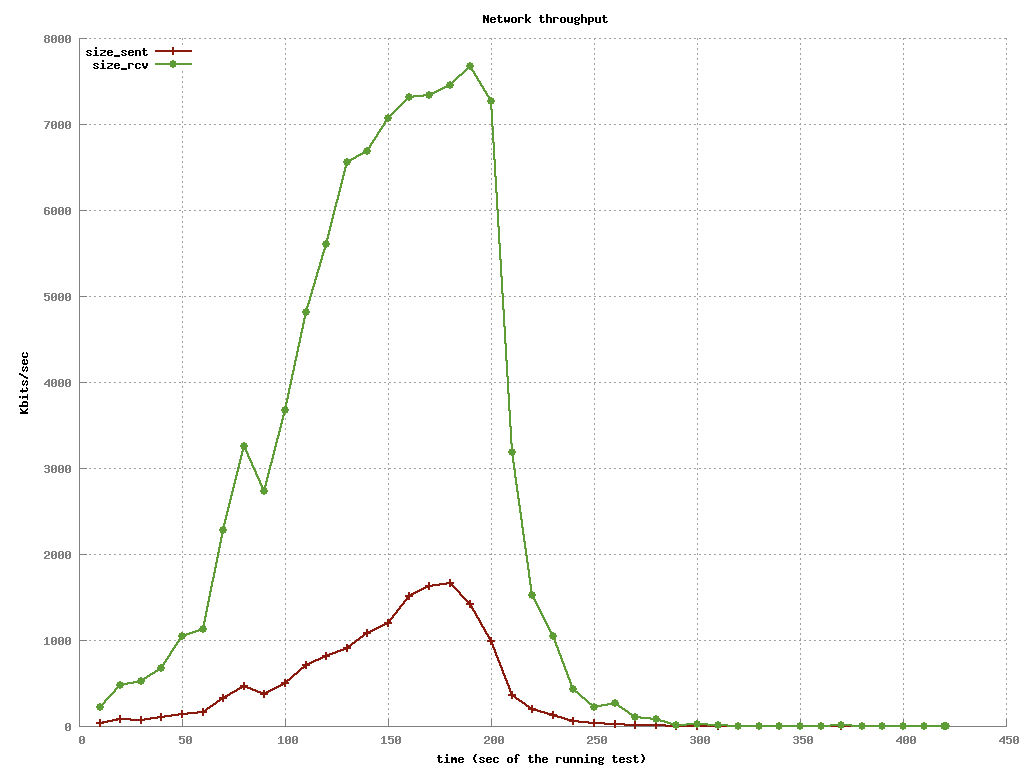 Network throughput
size_sent
size_rcv
8000
7000
6000
5000
4000
3000
2000
1000
0
Kbits/sec
0 50 100 150 200 250 300 350 400 450
time (sec of the running test)